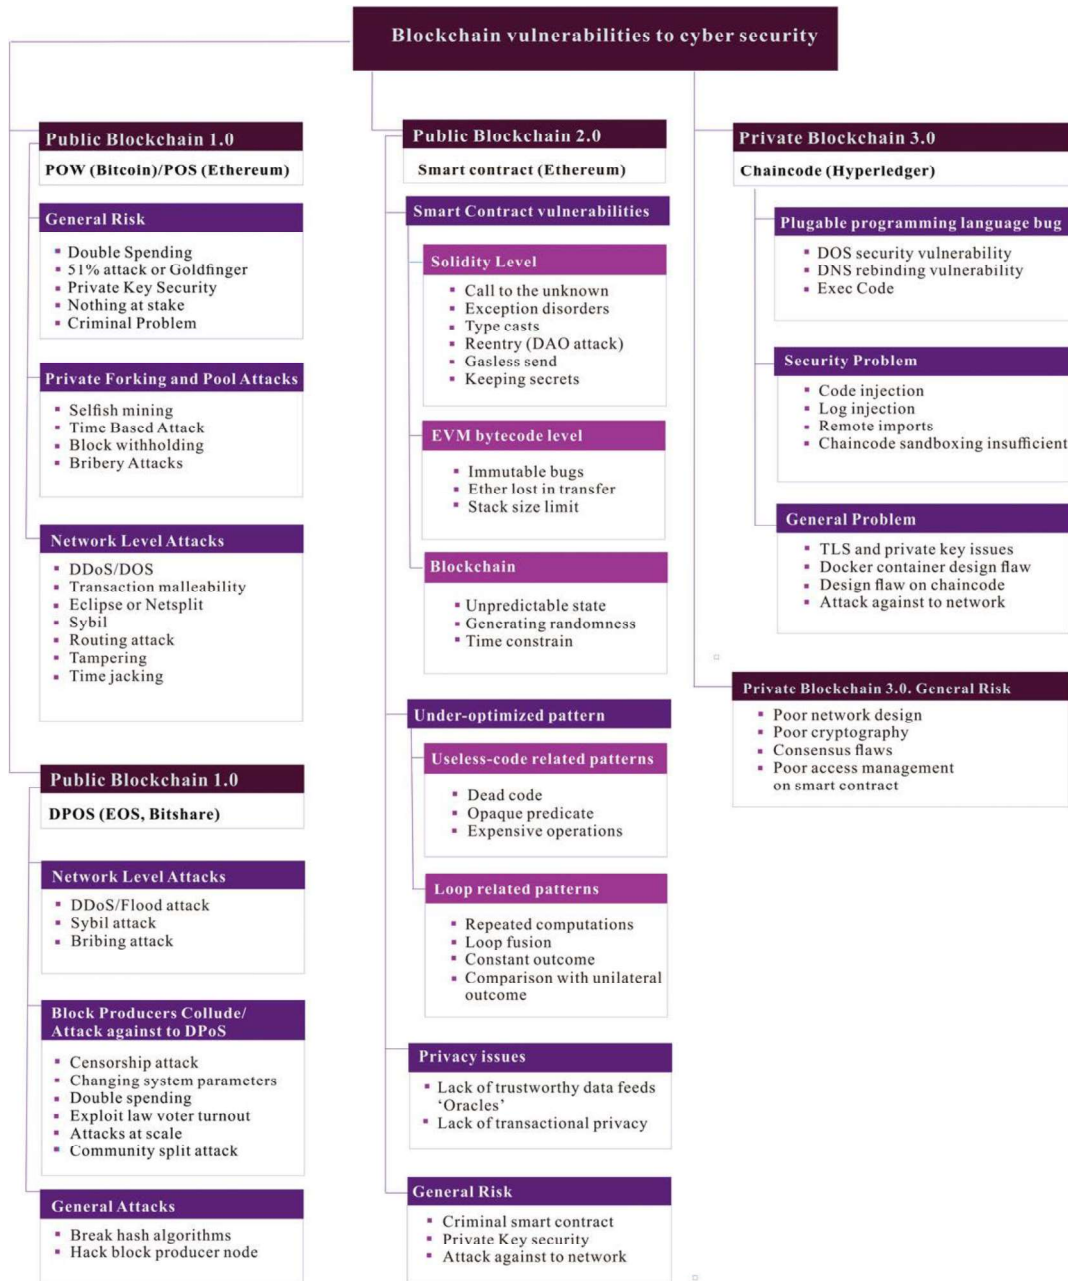 Blockchain vulnerabilities to cyber security
Public Blockchain 1.0
POW (Bitcoin)/POS (Ethereum)
General Risk
Double Spending
51% attack or Goldfinger
Private Key Security
Nothing at stake
Criminal Problem
Private Forking and Pool Attacks
Selfish mining
Time Based Attack
Block withholding
Bribery Attacks
Network Level Attacks
DDoS/DOS
Transaction malleability
Eclipse or Netsplit
Sybil
Routing attack
Tampering
Time jacking
Public Blockchain 1.0
DPOS (EOS, Bitshare)
Network Level Attacks
DDoS/Flood attack
Sybil attack
Bribing attack
Block Producers Collude/
Attack against to DPoS
Censorship attack
Changing system parameters
Double spending
Exploit law voter turnout
Attacks at scale
Community split attack
General Attacks
Break hash algorithms
Hack block producer node
Public Blockchain 2.0
Smart contract (Ethereum)
Smart Contract vulnerabilities
Solidity Level
Call to the unknown
Exception disorders
Type casts
Reentry (DAO attack)
Gasless send
Keeping secrets
EVM bytecode level
Immutable bugs
Ether lost in transfer
Stack size limit
Blockchain
Unpredictable state
Generating randomness
Time constrain
Under-optimized pattern
Useless-code related patterns
Dead code
Opaque predicate
Expensive operations
Loop related patterns
Repeated computations
Loop fusion
Constant outcome
Comparison with unilateral
outcome
Privacy issues
Lack of trustworthy data feeds
‘Oracles’
Lack of transactional privacy
General Risk
Criminal smart contract
Private Key security
Attack against to network
Private Blockchain 3.0
Chaincode (Hyperledger)
Plugable programming language bug
DOS security vulnerability
DNS rebinding vulnerability
Exec Code
Security Problem
Code injection
Log injection
Remote imports
Chaincode sandboxing insufficient
General Problem
TLS and private key issues
Docker container design flaw
Design flaw on chaincode
Attack against to network
Private Blockchain 3.0. General Risk
Poor network design
Poor cryptography
Consensus flaws
Poor access management
on smart contract